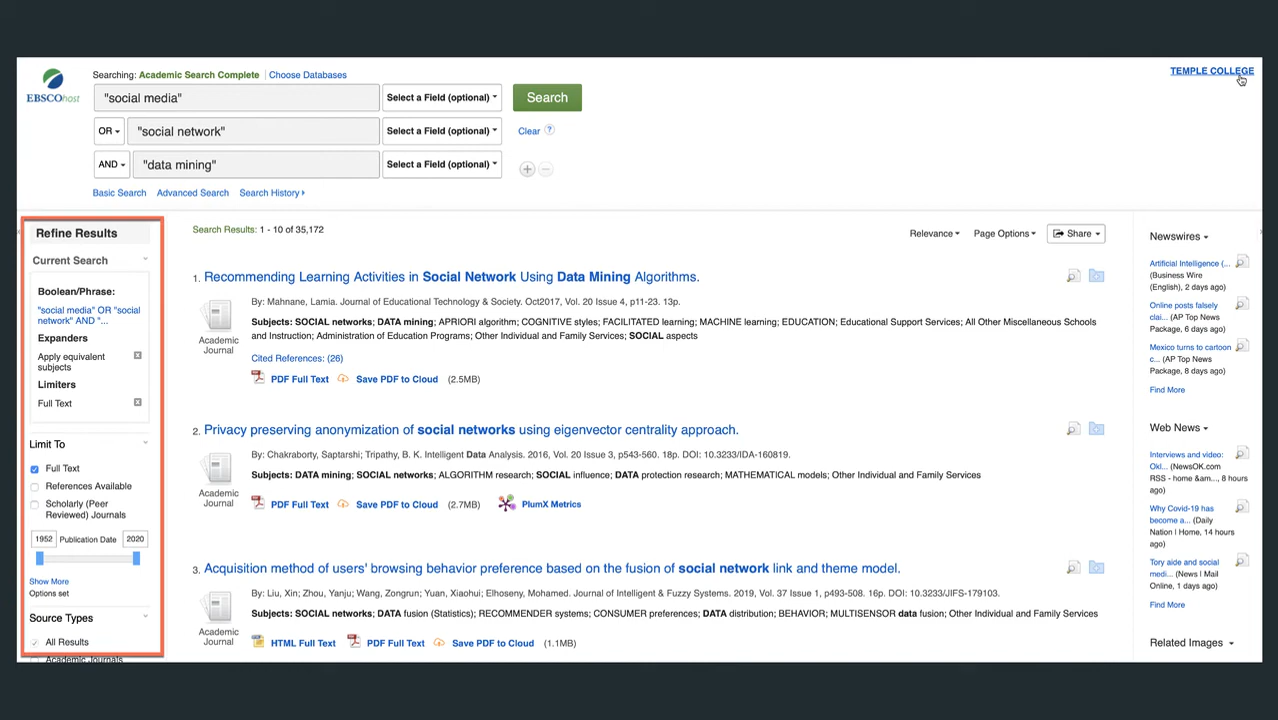 TEMPLE COLLEGE
EBSCOhost
Searching: Academic Search Complete | Choose Databases
"social media"
Select a Field (optional)
Search
OR
"social network"
Select a Field (optional)
Clear ?
AND
"data mining"
Select a Field (optional)
Basic Search Advanced Search Search History
Refine Results
Current Search
Boolean/Phrase:
"social media" OR "social
network" AND "...
Expanders
Apply equivalent
subjects
Limiters
Full Text
Limit To
Full Text
References Available
Scholarly (Peer
Reviewed) Journals
1952 Publication Date 2020
Show More
Options set
Source Types
All Results
Academic Journals
Search Results: 1 - 10 of 35,172
Relevance Page Options Share
1. Recommending Learning Activities in Social Network Using Data Mining Algorithms.
Academic
Journal
By: Mahnane, Lamia. Journal of Educational Technology & Society. Oct2017, Vol. 20 Issue 4, p11-23. 13p.
Subjects: SOCIAL networks; DATA mining; APRIORI algorithm; COGNITIVE styles; FACILITATED learning; MACHINE learning; EDUCATION; Educational Support Services; All Other Miscellaneous Schools
and Instruction; Administration of Education Programs; Other Individual and Family Services; SOCIAL aspects
Cited References: (26)
PDF Full Text Save PDF to Cloud (2.5MB)
2. Privacy preserving anonymization of social networks using eigenvector centrality approach.
Academic
Journal
By: Chakraborty, Saptarshi; Tripathy, B. K. Intelligent Data Analysis. 2016, Vol. 20 Issue 3, p543-560. 18p. DOI: 10.3233/IDA-160819.
Subjects: DATA mining; SOCIAL networks; ALGORITHM research; SOCIAL influence; DATA protection research; MATHEMATICAL models; Other Individual and Family Services
PDF Full Text Save PDF to Cloud (2.7MB) PlumX Metrics
3. Acquisition method of users' browsing behavior preference based on the fusion of social network link and theme model.
Academic
Journal
By: Liu, Xin; Zhou, Yanju; Wang, Zongrun; Yuan, Xiaohui; Elhoseny, Mohamed. Journal of Intelligent & Fuzzy Systems. 2019, Vol. 37 Issue 1, p493-508. 16p. DOI: 10.3233/JIFS-179103.
Subjects: SOCIAL networks; DATA fusion (Statistics); RECOMMENDER systems; CONSUMER preferences; DATA distribution; BEHAVIOR; MULTISENSOR data fusion; Other Individual and Family Services
HTML Full Text PDF Full Text Save PDF to Cloud (1.1MB)
Newswires
Artificial Intelligence (...
(Business Wire
(English), 2 days ago)
Online posts falsely
clai... (AP Top News
Package, 6 days ago)
Mexico turns to cartoon
c... (AP Top News
Package, 8 days ago)
Find More
Web News
Interviews and video:
Okl... (NewsOK.com
RSS - home &am..., 8 hours
ago)
Why Covid-19 has
become a... (Daily
Nation | Home, 14 hours
ago)
Tory aide and social
medi... (News | Mail
Online, 1 days ago)
Find More
Related Images